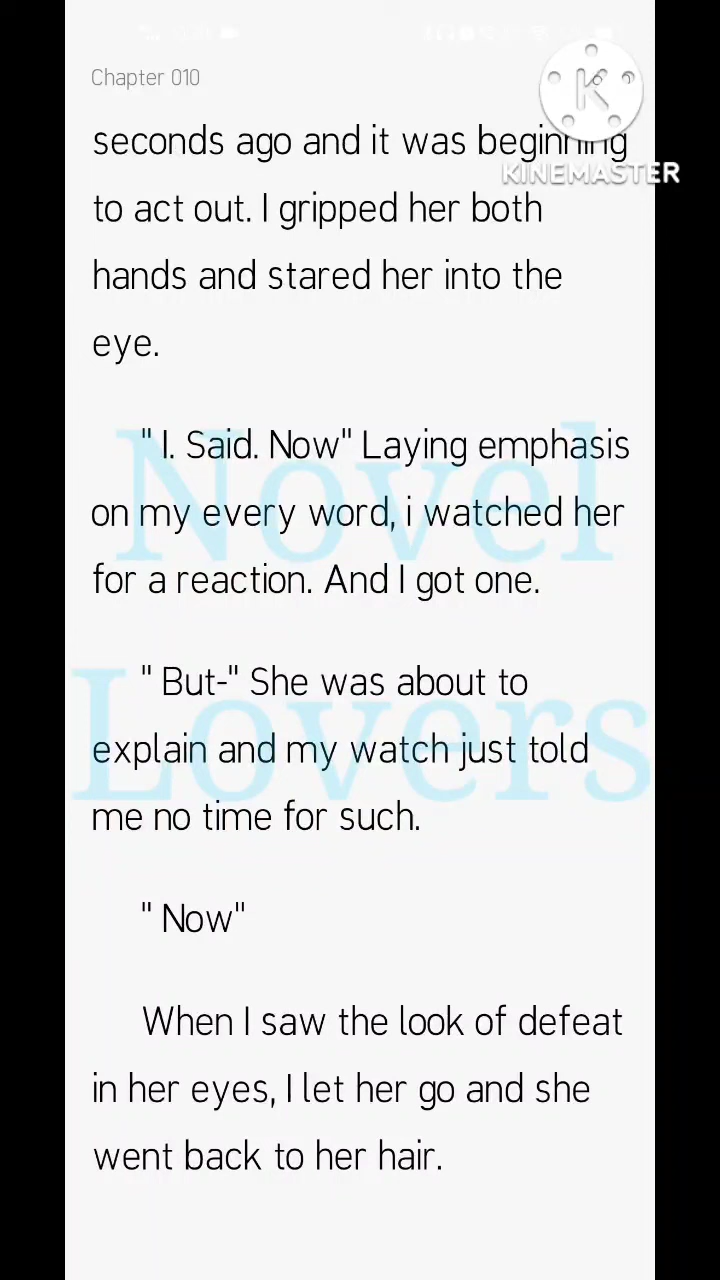 Chapter 010
K
KINEMASTER
seconds ago and it was beginning
to act out. I gripped her both
hands and stared her into the
eye.
" I. Said. Now" Laying emphasis
on my every word, i watched her
for a reaction. And I got one.
" But-" She was about to
explain and my watch just told
me no time for such.
" Now"
When I saw the look of defeat
in her eyes, I let her go and she
went back to her hair.
Novel
Lovers